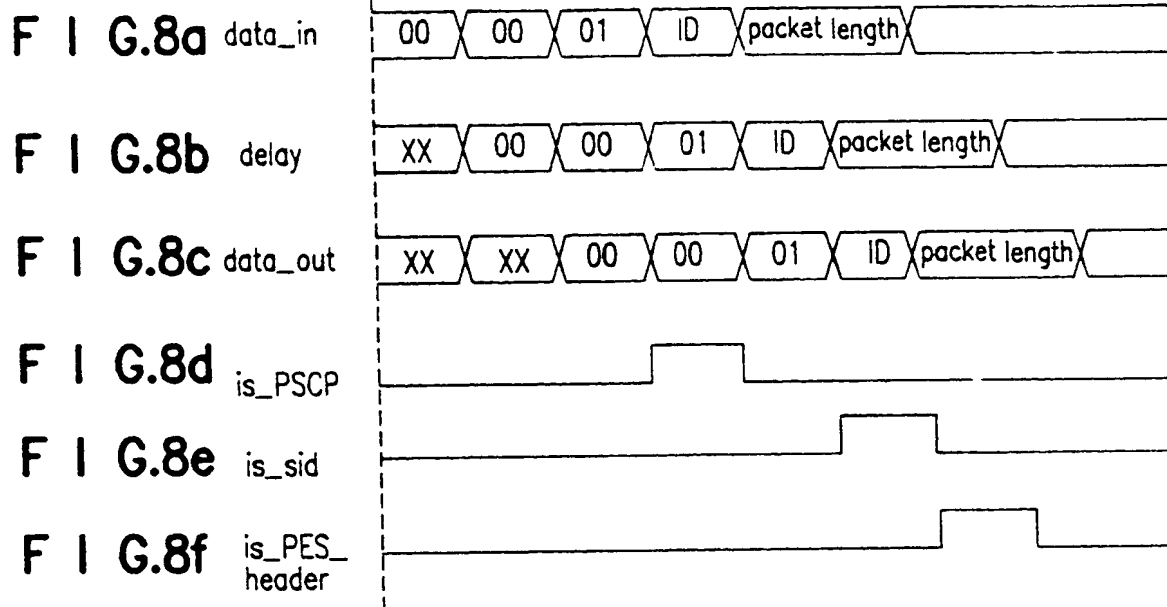 F I G.8a data_in 00 00 01 ID packet length
F I G.8b delay XX 00 00 01 ID packet length
F I G.8c data_out XX XX 00 00 01 ID packet length
F I G.8d is_PSCP
F I G.8e is_sid
F I G.8f is_PES_
header